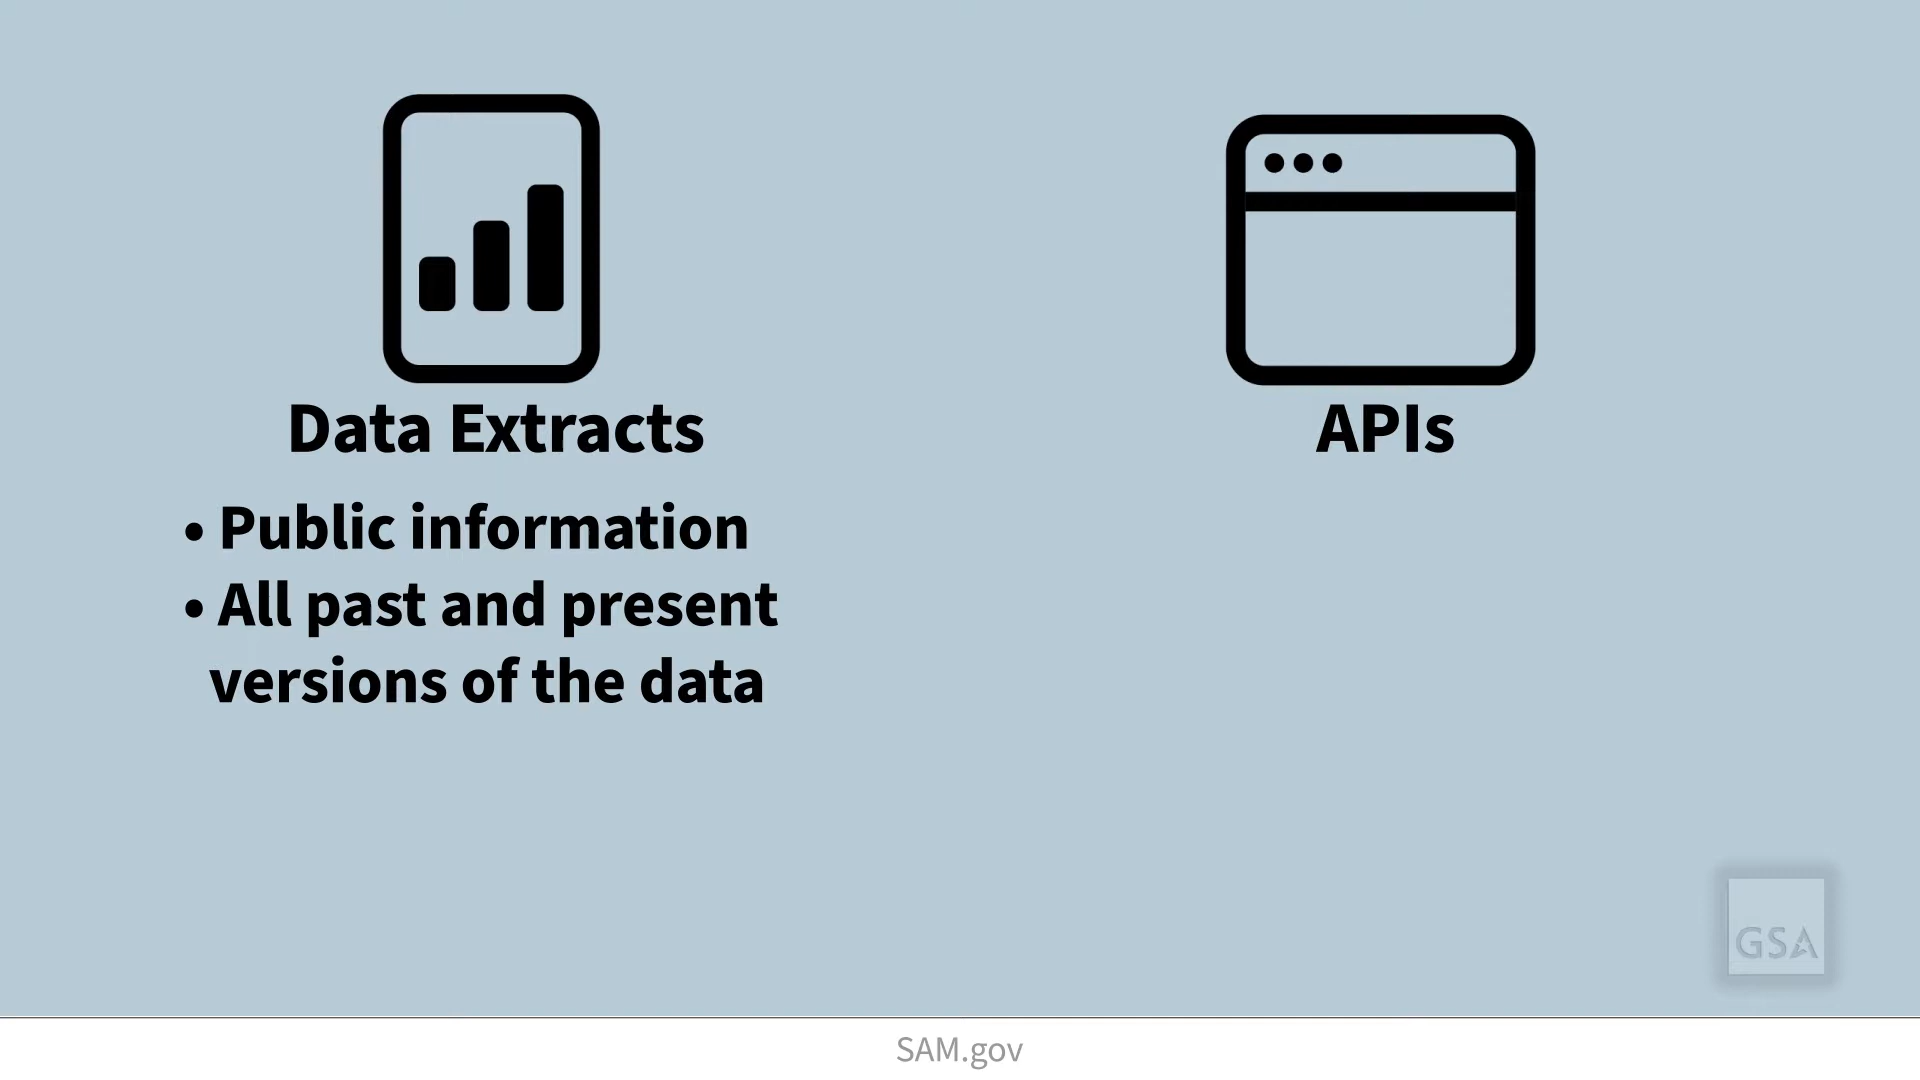 Data Extracts
• Public information
• All past and present
versions of the data
APIs
GSA
SAM.gov